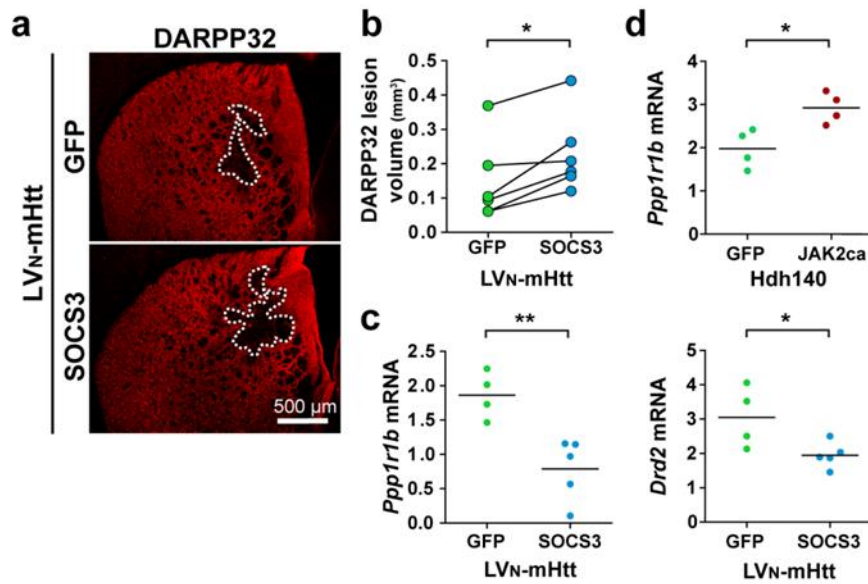 a
DARPP32
GFP
SOCS3
LVN-mHtt
500 µm
b
*
DARPP32 lesion
volume (mm³)
0.5
0.4
0.3
0.2
0.1
0.0
GFP SOCS3
LVN-mHtt
c
**
Ppp1r1b mRNA
2.5
2.0
1.5
1.0
0.5
0.0
GFP SOCS3
LVN-mHtt
*
Drd2 mRNA
5
4
3
2
1
0
GFP SOCS3
LVN-mHtt
d
*
Ppp1r1b mRNA
4
3
2
1
0
GFP JAK2ca
Hdh140